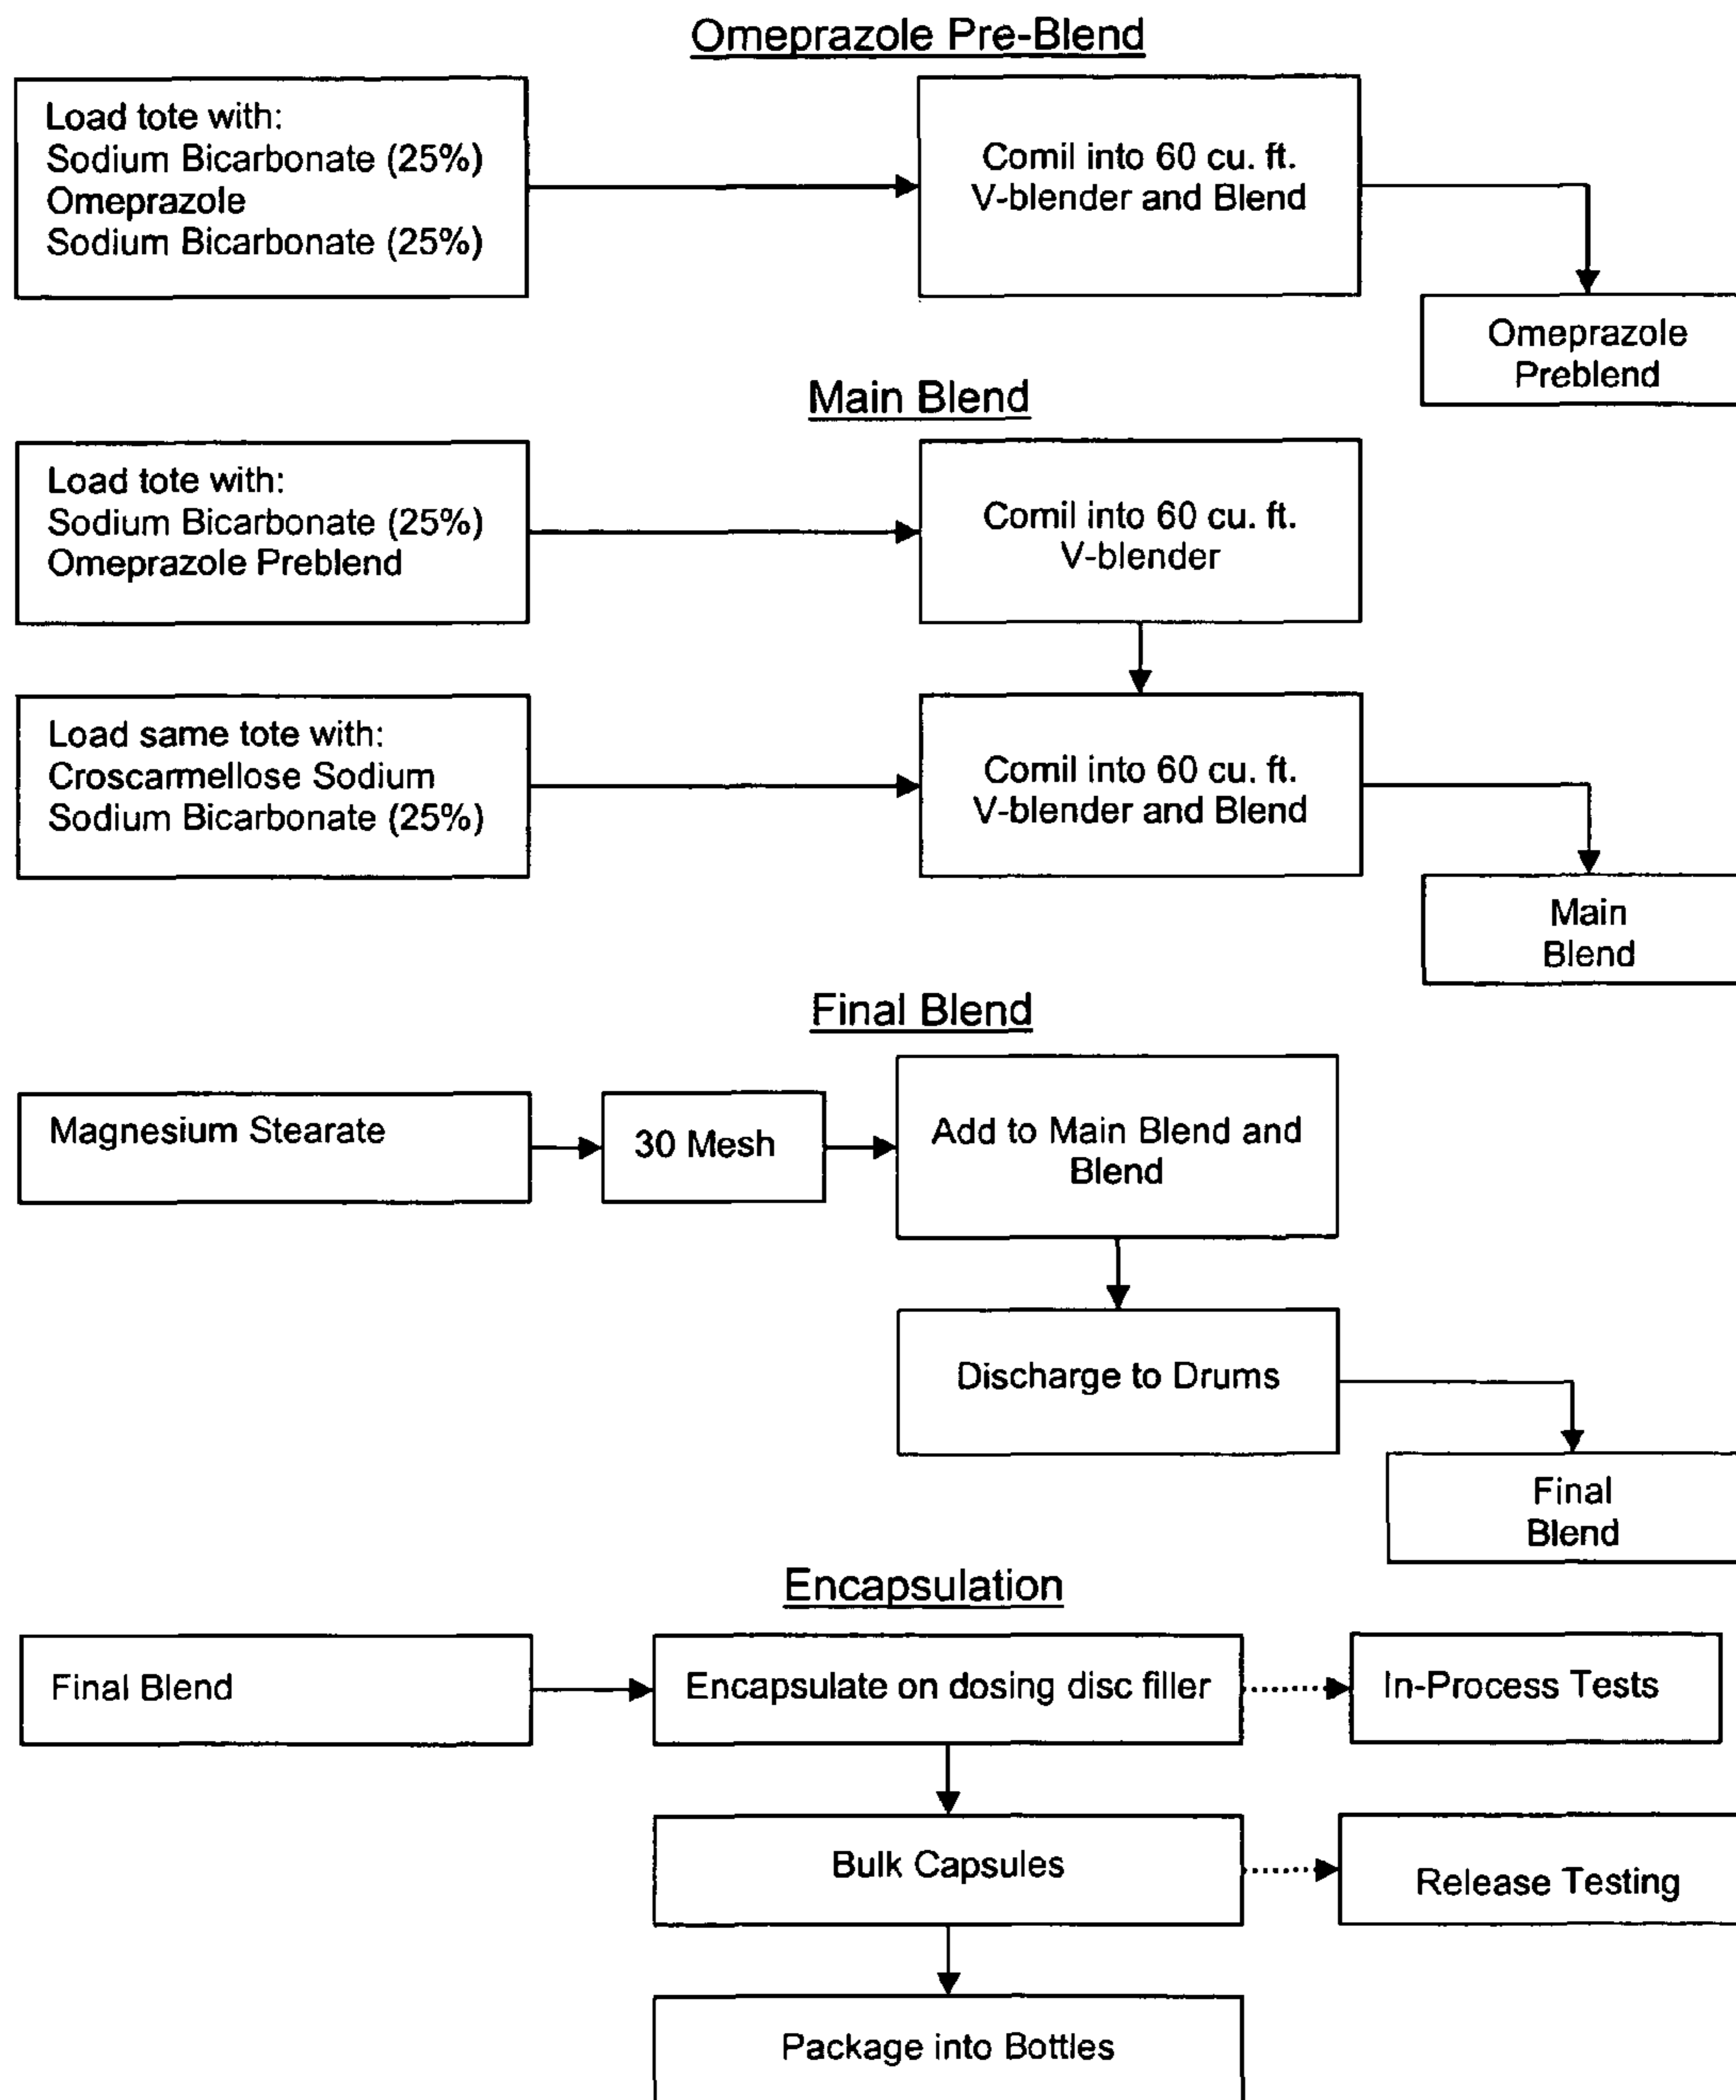 Omeprazole Pre-Blend
Load tote with:
Sodium Bicarbonate (25%)
Omeprazole
Sodium Bicarbonate (25%)
Comil into 60 cu. ft.
V-blender and Blend
Omeprazole
Preblend
Main Blend
Load tote with:
Sodium Bicarbonate (25%)
Omeprazole Preblend
Comil into 60 cu. ft.
V-blender
Load same tote with:
Croscarmellose Sodium
Sodium Bicarbonate (25%)
Comil into 60 cu. ft.
V-blender and Blend
Main
Blend
Final Blend
Magnesium Stearate
30 Mesh
Add to Main Blend and
Blend
Discharge to Drums
Final
Blend
Encapsulation
Final Blend
Encapsulate on dosing disc filler
In-Process Tests
Bulk Capsules
Release Testing
Package into Bottles